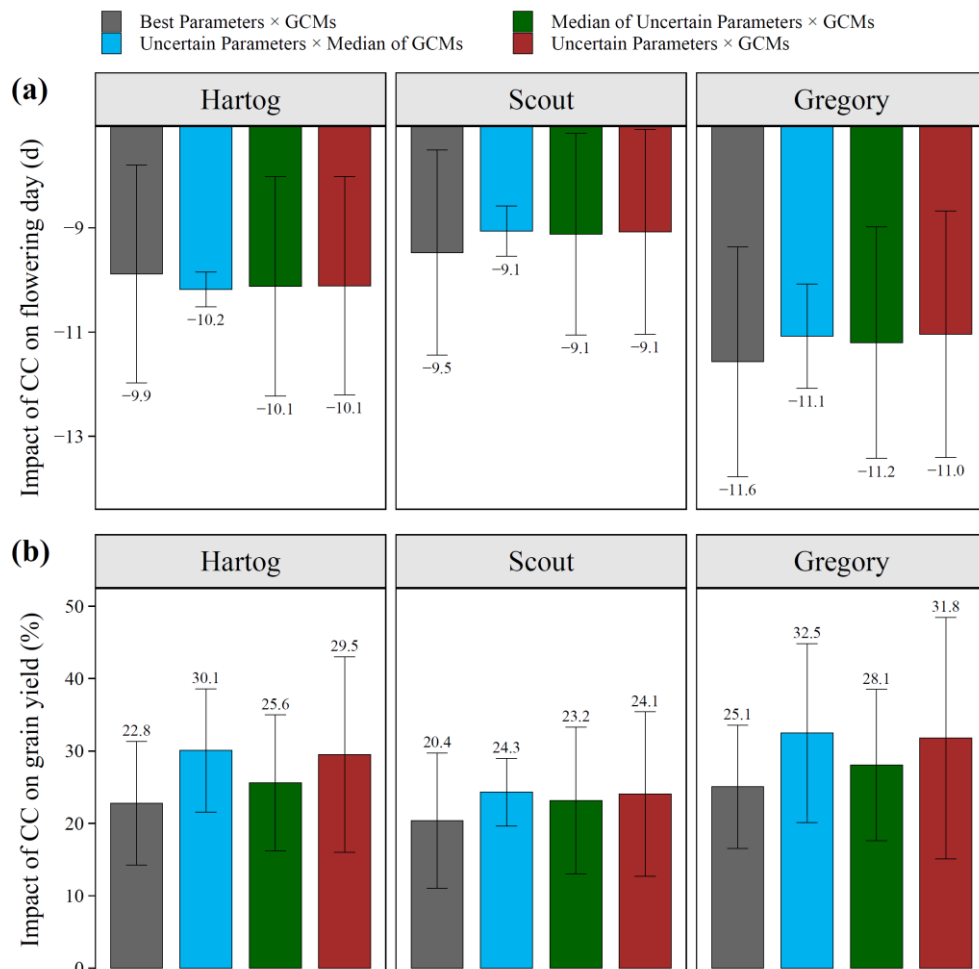 Best Parameters × GCMs
Median of Uncertain Parameters × GCMs
Uncertain Parameters × Median of GCMs
Uncertain Parameters × GCMs
(a)
Hartog
Scout
Gregory
Impact of CC on flowering day (d)
−9
−11
−13
−9.9
−10.2
−10.1
−10.1
−9.5
−9.1
−9.1
−9.1
−11.6
−11.1
−11.2
−11.0
(b)
Hartog
Scout
Gregory
Impact of CC on grain yield (%)
50
40
30
20
10
0
22.8
30.1
25.6
29.5
20.4
24.3
23.2
24.1
25.1
32.5
28.1
31.8